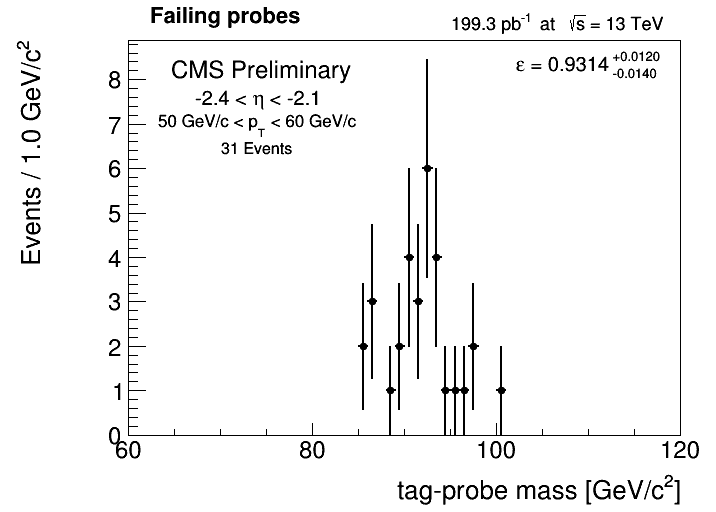 Failing probes
199.3 pb⁻¹ at √s = 13 TeV
CMS Preliminary
-2.4 < η < -2.1
50 GeV/c < p_T < 60 GeV/c
31 Events
ε = 0.9314 +0.0120 -0.0140
Events / 1.0 GeV/c²
8
7
6
5
4
3
2
1
0
60 80 100 120
tag-probe mass [GeV/c²]